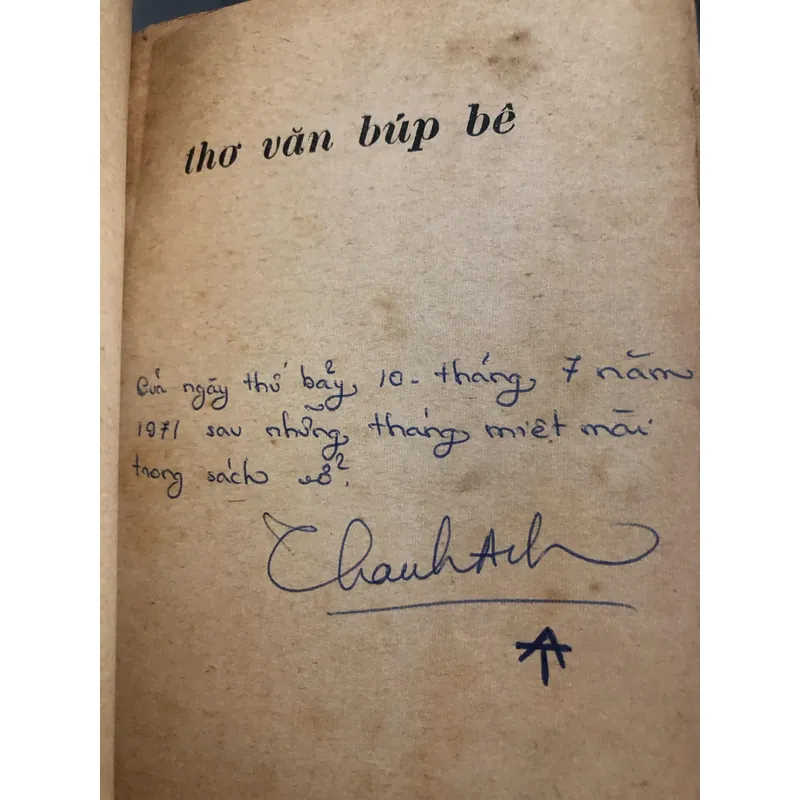 thơ văn búp bê
Của ngày thứ bảy, 10 - tháng 7 năm
1971 sau những tháng miệt mài
trong sách vở.